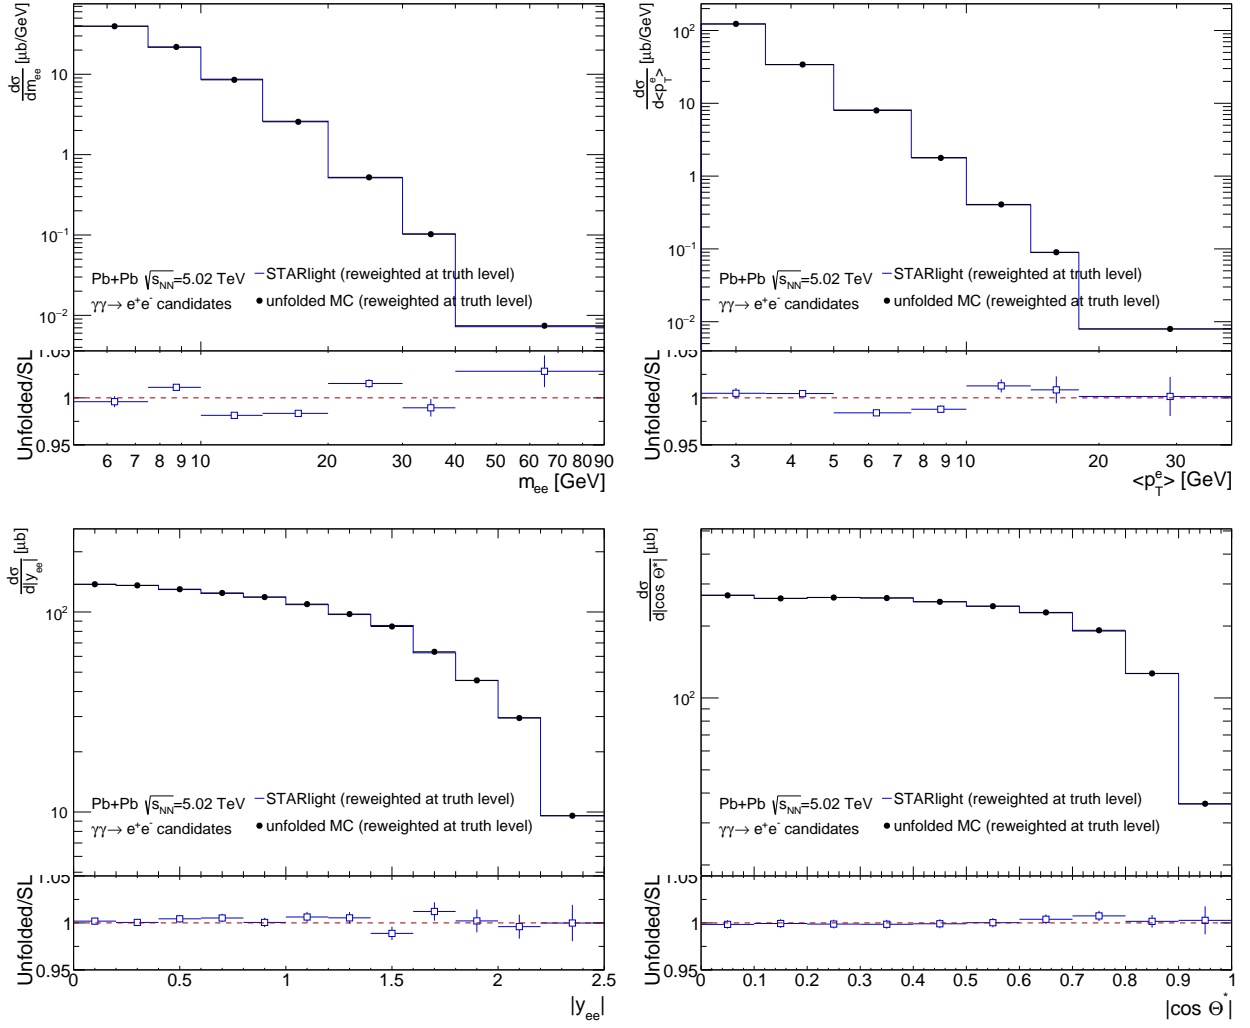 dσ/dm_ee [μb/GeV]
10
1
10⁻¹
10⁻²
Pb+Pb √s_NN=5.02 TeV
STARlight (reweighted at truth level)
γγ→ e⁺e⁻ candidates
unfolded MC (reweighted at truth level)
Unfolded/SL
1.05
1
0.95
6 7 8 9 10 20 30 40 50 60 70 80 90
m_ee [GeV]
dσ/d<p_T^e> [μb/GeV]
10²
10
1
10⁻¹
10⁻²
Pb+Pb √s_NN=5.02 TeV
STARlight (reweighted at truth level)
γγ→ e⁺e⁻ candidates
unfolded MC (reweighted at truth level)
Unfolded/SL
1.05
1
0.95
3 4 5 6 7 8 9 10 20 30
<p_T^e> [GeV]
dσ/d|y_ee| [μb]
10²
10
Pb+Pb √s_NN=5.02 TeV
STARlight (reweighted at truth level)
γγ→ e⁺e⁻ candidates
unfolded MC (reweighted at truth level)
Unfolded/SL
1.05
1
0.95
0 0.5 1 1.5 2 2.5
|y_ee|
dσ/d|cos Θ*| [μb]
10²
Pb+Pb √s_NN=5.02 TeV
STARlight (reweighted at truth level)
γγ→ e⁺e⁻ candidates
unfolded MC (reweighted at truth level)
Unfolded/SL
1.05
1
0.95
0 0.1 0.2 0.3 0.4 0.5 0.6 0.7 0.8 0.9 1
|cos Θ*|